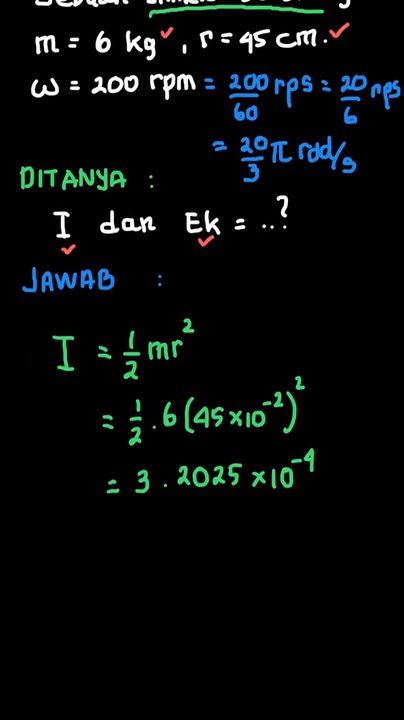 m = 6 kg, r = 45 cm.
ω = 200 rpm = 200/60 rps = 20/6 rps
= 20/3 π rad/s
DITANYA :
I dan Ek = ...?
JAWAB :
I = 1/2 mr²
= 1/2 . 6 (45×10⁻²)²
= 3 . 2025 × 10⁻⁴